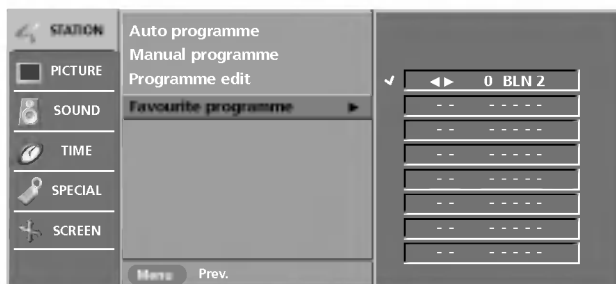 STATION
PICTURE
SOUND
TIME
SPECIAL
SCREEN
Auto programme
Manual programme
Programme edit
Favourite programme ►
Menu Prev.
✔ ◄► 0 BLN 2
- - - - - - -
- - - - - - -
- - - - - - -
- - - - - - -
- - - - - - -
- - - - - - -
- - - - - - -